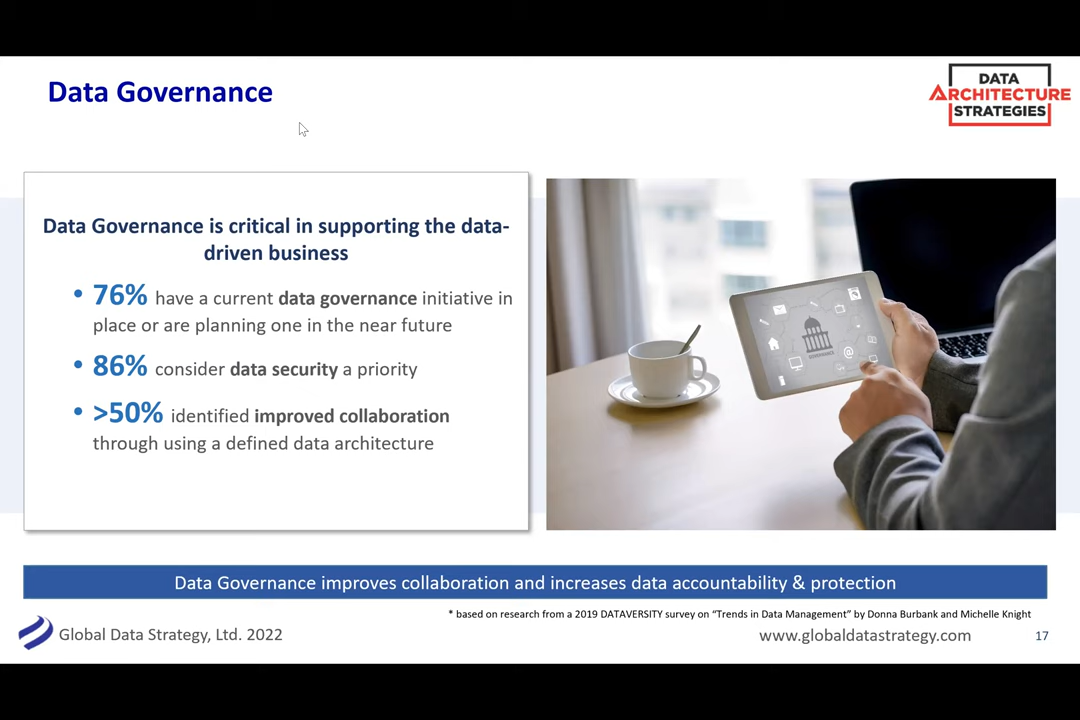 Data Governance
DATA
ARCHITECTURE
STRATEGIES
Data Governance is critical in supporting the data-
driven business
• 76% have a current data governance initiative in
place or are planning one in the near future
• 86% consider data security a priority
• >50% identified improved collaboration
through using a defined data architecture
GOVERNANCE
@
Data Governance improves collaboration and increases data accountability & protection
* based on research from a 2019 DATAVERSITY survey on “Trends in Data Management” by Donna Burbank and Michelle Knight
Global Data Strategy, Ltd. 2022
www.globaldatastrategy.com
17